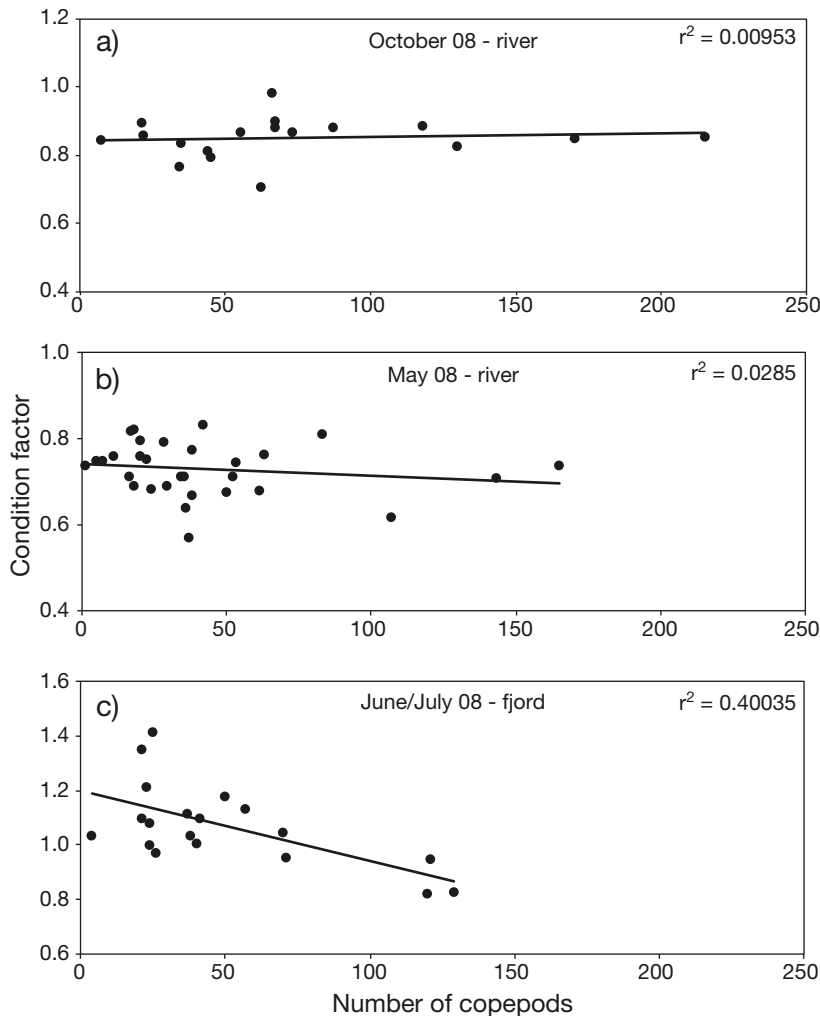 a) October 08 - river r² = 0.00953
1.2
1.0
0.8
0.6
0.4
0 50 100 150 200 250
b) May 08 - river r² = 0.0285
1.0
0.8
0.6
0.4
0 50 100 150 200 250
Condition factor
c) June/July 08 - fjord r² = 0.40035
1.6
1.4
1.2
1.0
0.8
0.6
0 50 100 150 200 250
Number of copepods